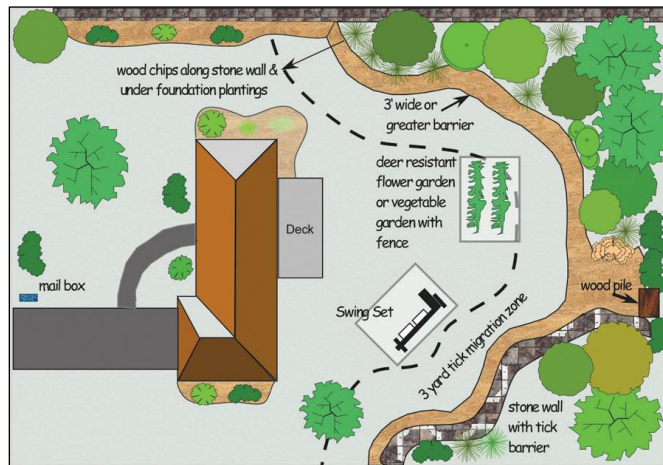 wood chips along stone wall &
under foundation plantings
3' wide or
greater barrier
deer resistant
flower garden
or vegetable
garden with
fence
Deck
mail box
Swing Set
wood pile
3 yard tick migration zone
stone wall
with tick
barrier